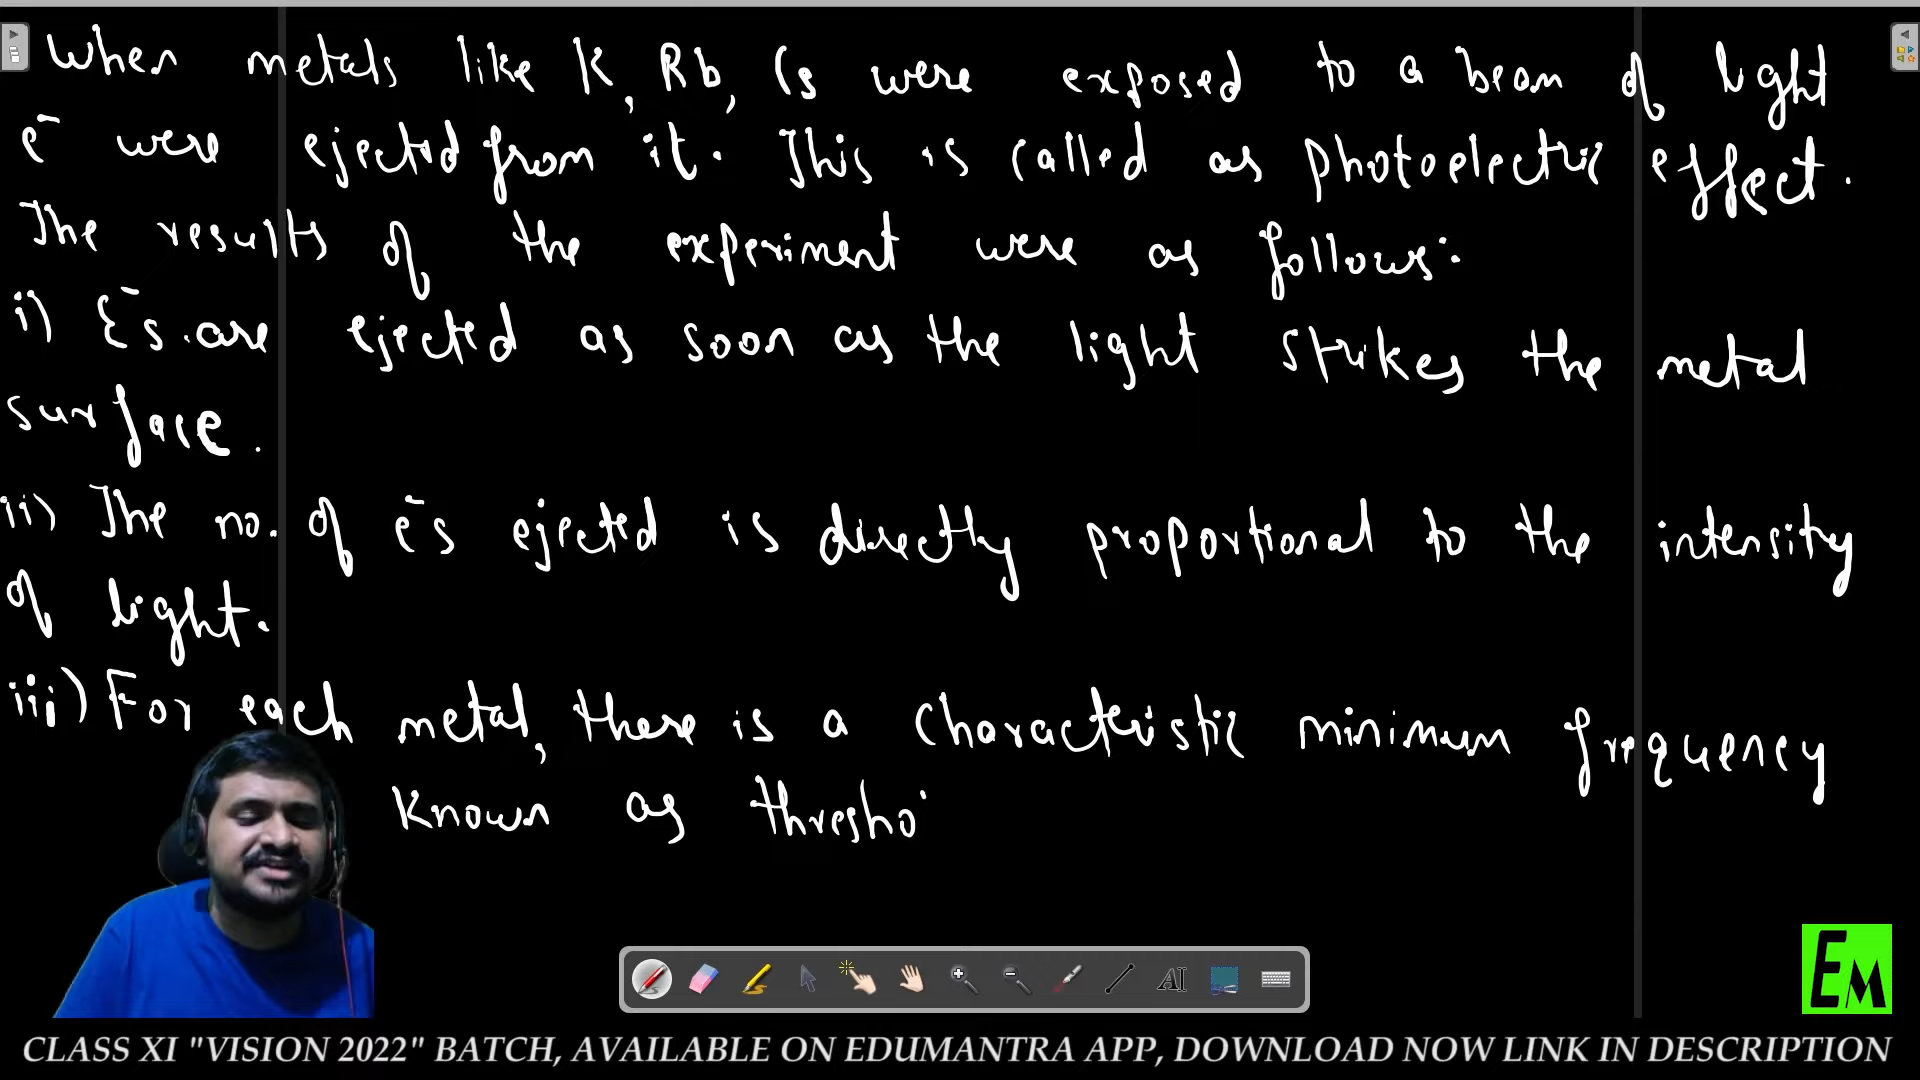 When metals like K, Rb, Cs were exposed to a beam of light
e⁻ were ejected from it. This is called as photoelectric effect.
The results of the experiment were as follows:
i) E⁻s are ejected as soon as the light strikes the metal
surface.
ii) The no. of e⁻s ejected is directly proportional to the intensity
of light.
iii) For each metal, there is a characteristic minimum frequency
known as thresho
AI
EM
CLASS XI "VISION 2022" BATCH, AVAILABLE ON EDUMANTRA APP, DOWNLOAD NOW LINK IN DESCRIPTION